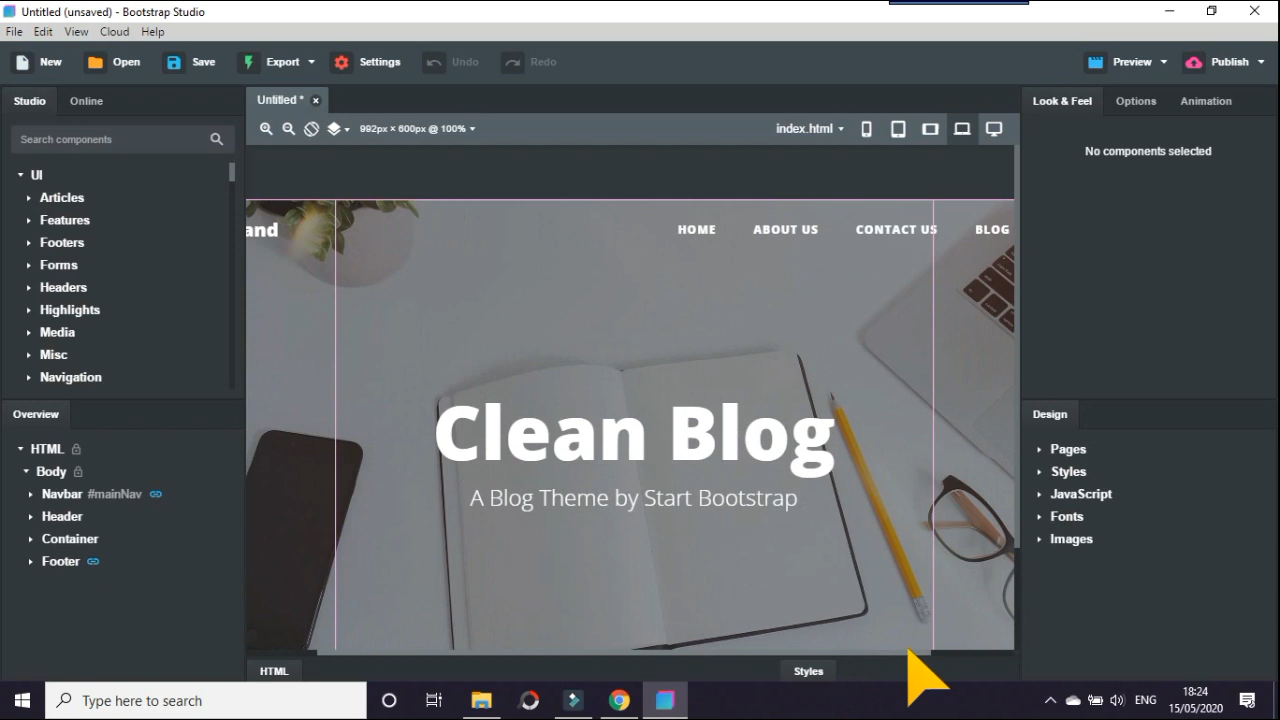 Untitled (unsaved) - Bootstrap Studio
File Edit View Cloud Help
New Open Save Export Settings Undo Redo Preview Publish
Studio Online
Untitled *
Look & Feel Options Animation
Search components
992px × 600px @ 100%
index.html
No components selected
UI
Articles
Features
Footers
Forms
Headers
Highlights
Media
Misc
Navigation
and
HOME ABOUT US CONTACT US BLOG
Clean Blog
A Blog Theme by Start Bootstrap
Overview
HTML
Body
Navbar #mainNav
Header
Container
Footer
Design
Pages
Styles
JavaScript
Fonts
Images
HTML
Styles
Type here to search
ENG
18:24
15/05/2020